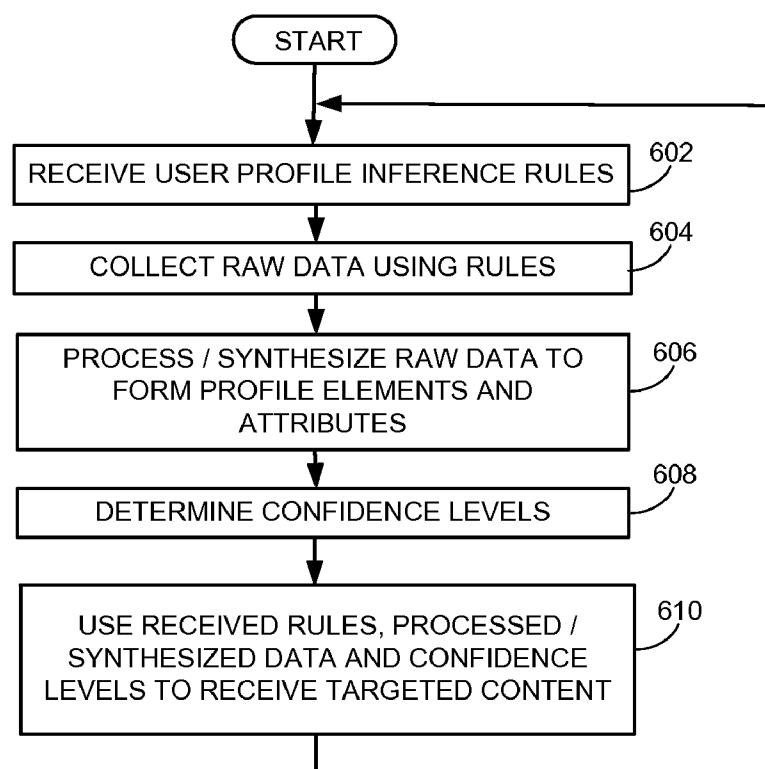 START
RECEIVE USER PROFILE INFERENCE RULES
602
COLLECT RAW DATA USING RULES
604
PROCESS / SYNTHESIZE RAW DATA TO
FORM PROFILE ELEMENTS AND
ATTRIBUTES
606
DETERMINE CONFIDENCE LEVELS
608
USE RECEIVED RULES, PROCESSED /
SYNTHESIZED DATA AND CONFIDENCE
LEVELS TO RECEIVE TARGETED CONTENT
610